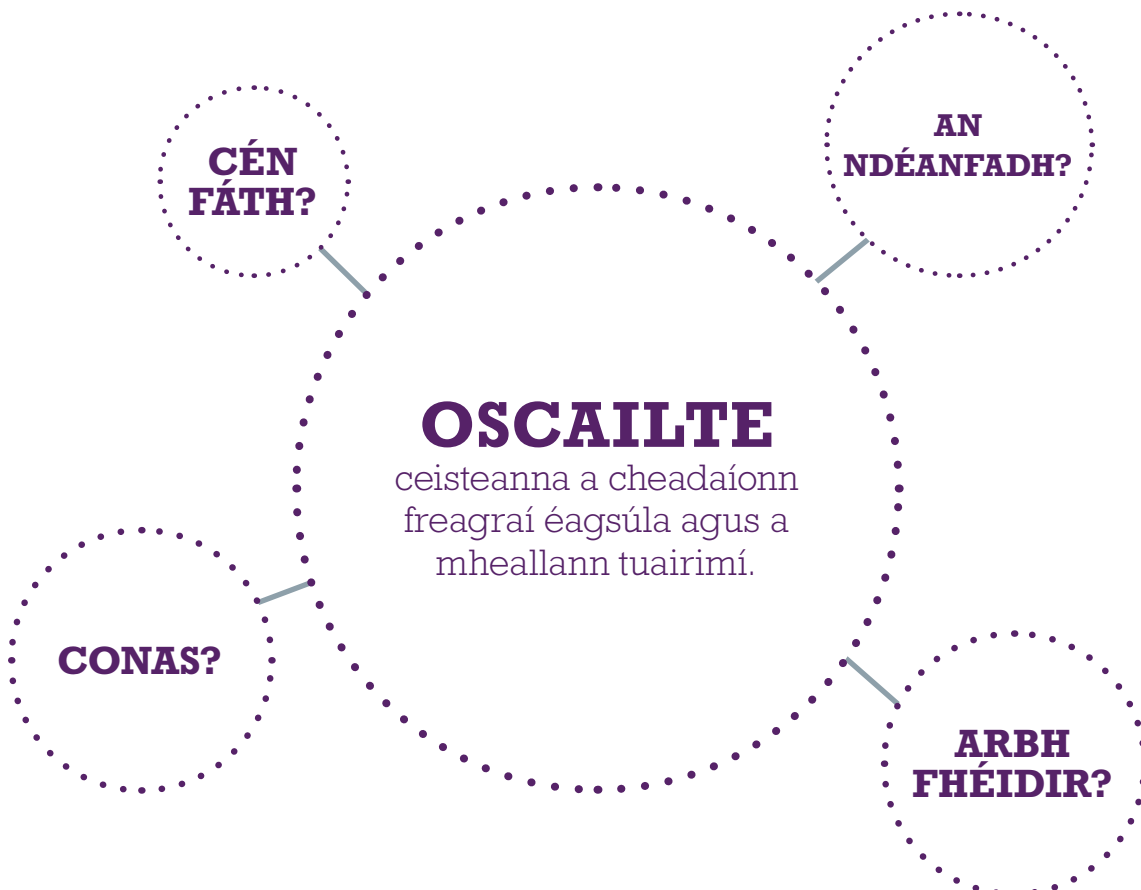 CÉN
FÁTH?
AN
NDÉANFADH?
OSCAILTE
ceisteanna a cheadaíonn
freagraí éagsúla agus a
mheallann tuairimí.
CONAS?
ARBH
FHÉIDIR?